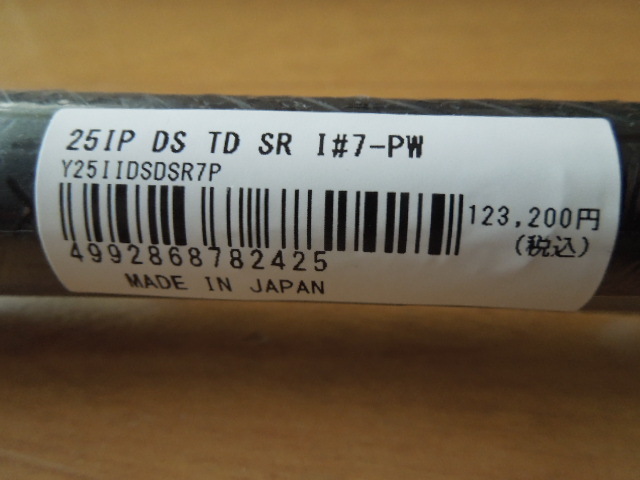 25IP DS TD SR I#7-PW
Y25IIDSDSR7P
123,200円
(税込)
4992868782425
MADE IN JAPAN